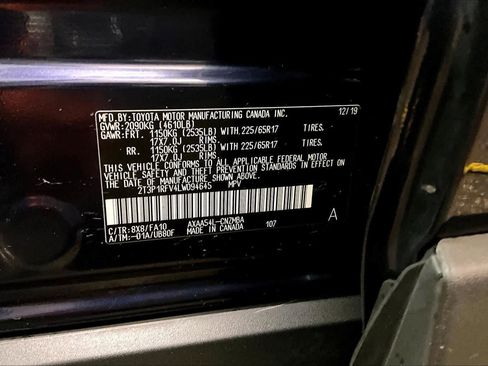 MFD.BY:TOYOTA MOTOR MANUFACTURING CANADA INC. 12/19
GVWR:2090KG (4610LB)
GAWR:FRT. 1150KG (2535LB) WITH 225/65R17 TIRES.
17X7.0J RIMS.
RR. 1150KG (2535LB) WITH 225/65R17 TIRES.
17X7.0J RIMS.
THIS VEHICLE CONFORMS TO ALL APPLICABLE FEDERAL MOTOR
VEHICLE SAFETY AND THEFT PREVENTION STANDARDS IN EFFECT
ON THE DATE OF MANUFACTURE SHOWN ABOVE.
2T3P1RFV4LW094645 MPV
C/TR:8X8/FA10 AXAA54L-CNZMBA
A/TM:-01A/UB80F MADE IN CANADA 107 A